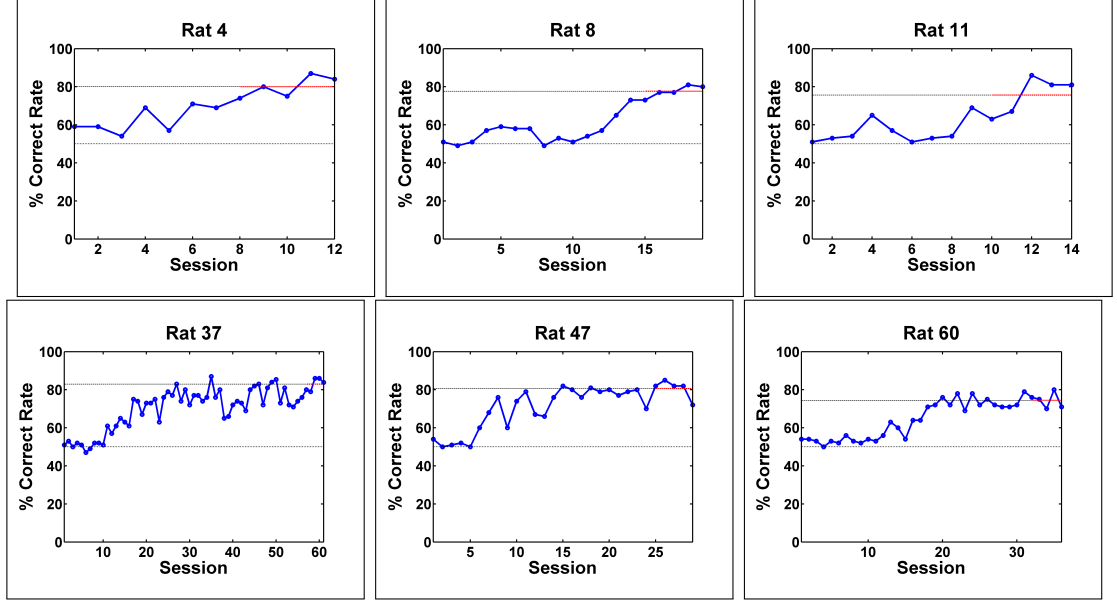 Rat 4
% Correct Rate
100
80
60
40
20
0
2 4 6 8 10 12
Session
Rat 8
% Correct Rate
100
80
60
40
20
0
5 10 15
Session
Rat 11
% Correct Rate
100
80
60
40
20
0
2 4 6 8 10 12 14
Session
Rat 37
% Correct Rate
100
80
60
40
20
0
10 20 30 40 50 60
Session
Rat 47
% Correct Rate
100
80
60
40
20
0
5 10 15 20 25
Session
Rat 60
% Correct Rate
100
80
60
40
20
0
10 20 30
Session